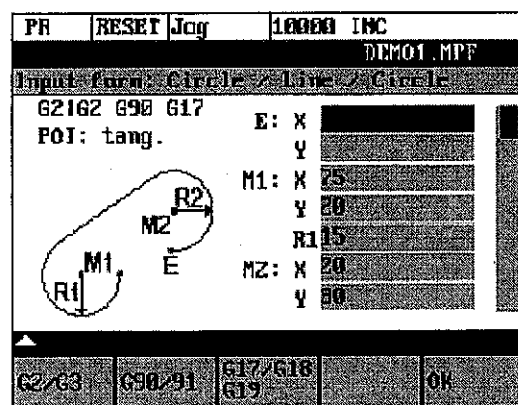 PR RESET Jog 10000 INC
DEMO1.MPF
Input form: Circle / Line / Circle
G2|G2 G90 G17
POI: tang.
E: X
Y
M1: X 25
Y 20
R1 15
M2: X 20
Y 80
R2
M2
E
M1
R1
G2/G3 G90/91 G17/G18 G19 OK